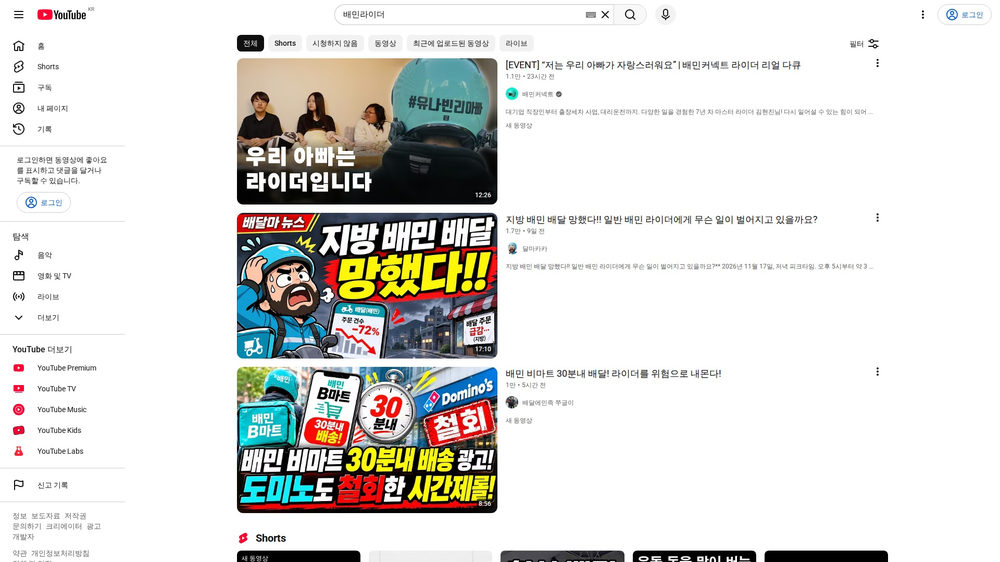 YouTube KR
배민라이더
로그인
홈
Shorts
구독
내 페이지
기록
로그인하면 동영상에 좋아요
를 표시하고 댓글을 달거나
구독할 수 있습니다.
로그인
탐색
음악
영화 및 TV
라이브
더보기
YouTube 더보기
YouTube Premium
YouTube TV
YouTube Music
YouTube Kids
YouTube Labs
신고 기록
정보 보도자료 저작권
문의하기 크리에이터 광고
개발자
약관 개인정보처리방침
전체 Shorts 시청하지 않음 동영상 최근에 업로드된 동영상 라이브
필터
#유나빈리아빠
우리 아빠는
라이더입니다
12:26
[EVENT] “저는 우리 아빠가 자랑스러워요” | 배민커넥트 라이더 리얼 다큐
1.1만 • 23시간 전
배민커넥트
대기업 직장인부터 출장세차 사업, 대리운전까지. 다양한 일을 경험한 7년 차 마스터 라이더 김현진님! 다시 일어설 수 있는 힘이 되어 ...
새 동영상
배달마 뉴스
지방 배민 배달
망했다!!
배달(배민)
주문 건수
-72%
배달 주문
급감...
(지방)
17:10
지방 배민 배달 망했다!! 일반 배민 라이더에게 무슨 일이 벌어지고 있을까요?
1.7만 • 9일 전
달마카카
지방 배민 배달 망했다!! 일반 배민 라이더에게 무슨 일이 벌어지고 있을까요?** 2026년 11월 17일, 저녁 피크타임. 오후 5시부터 약 3 ...
배민
배민
B마트
배민
B마트
30분내
배송!
30
분내
Domino's
철회
배민 비마트 30분내 배송 광고!
도미노도 철회한 시간제롤!
8:56
배민 비마트 30분내 배달! 라이더를 위험으로 내몬다!
1만 • 5시간 전
배달에민족 쭈글이
새 동영상
Shorts
새 동영상